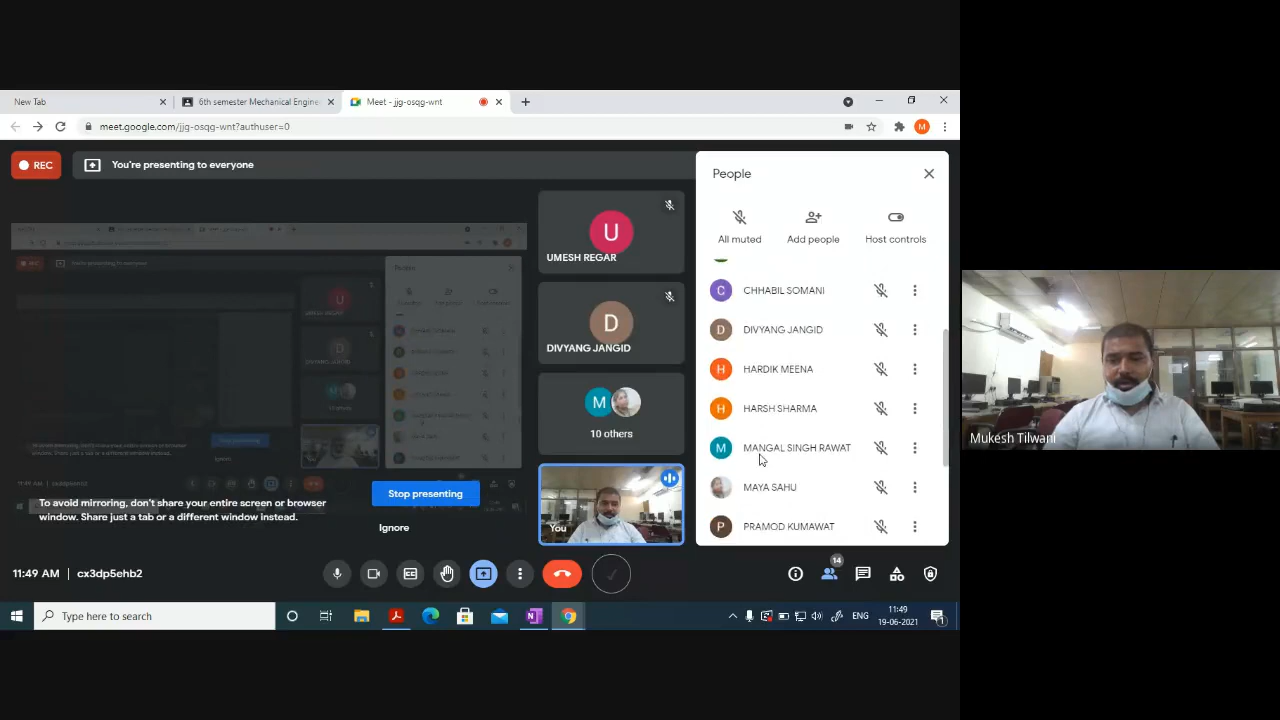 New Tab
6th semester Mechanical Engine
Meet - jjg-osqg-wnt
meet.google.com/jjg-osqg-wnt?authuser=0
M
REC
You're presenting to everyone
U
UMESH REGAR
D
DIVYANG JANGID
M
10 others
You
To avoid mirroring, don't share your entire screen or browser
window. Share just a tab or a different window instead.
Stop presenting
Ignore
People
All muted
Add people
Host controls
C
CHHABIL SOMANI
D
DIVYANG JANGID
H
HARDIK MEENA
H
HARSH SHARMA
M
MANGAL SINGH RAWAT
MAYA SAHU
P
PRAMOD KUMAWAT
Mukesh Tilwani
11:49 AM | cx3dp5ehb2
14
Type here to search
ENG
11:49
19-06-2021
1